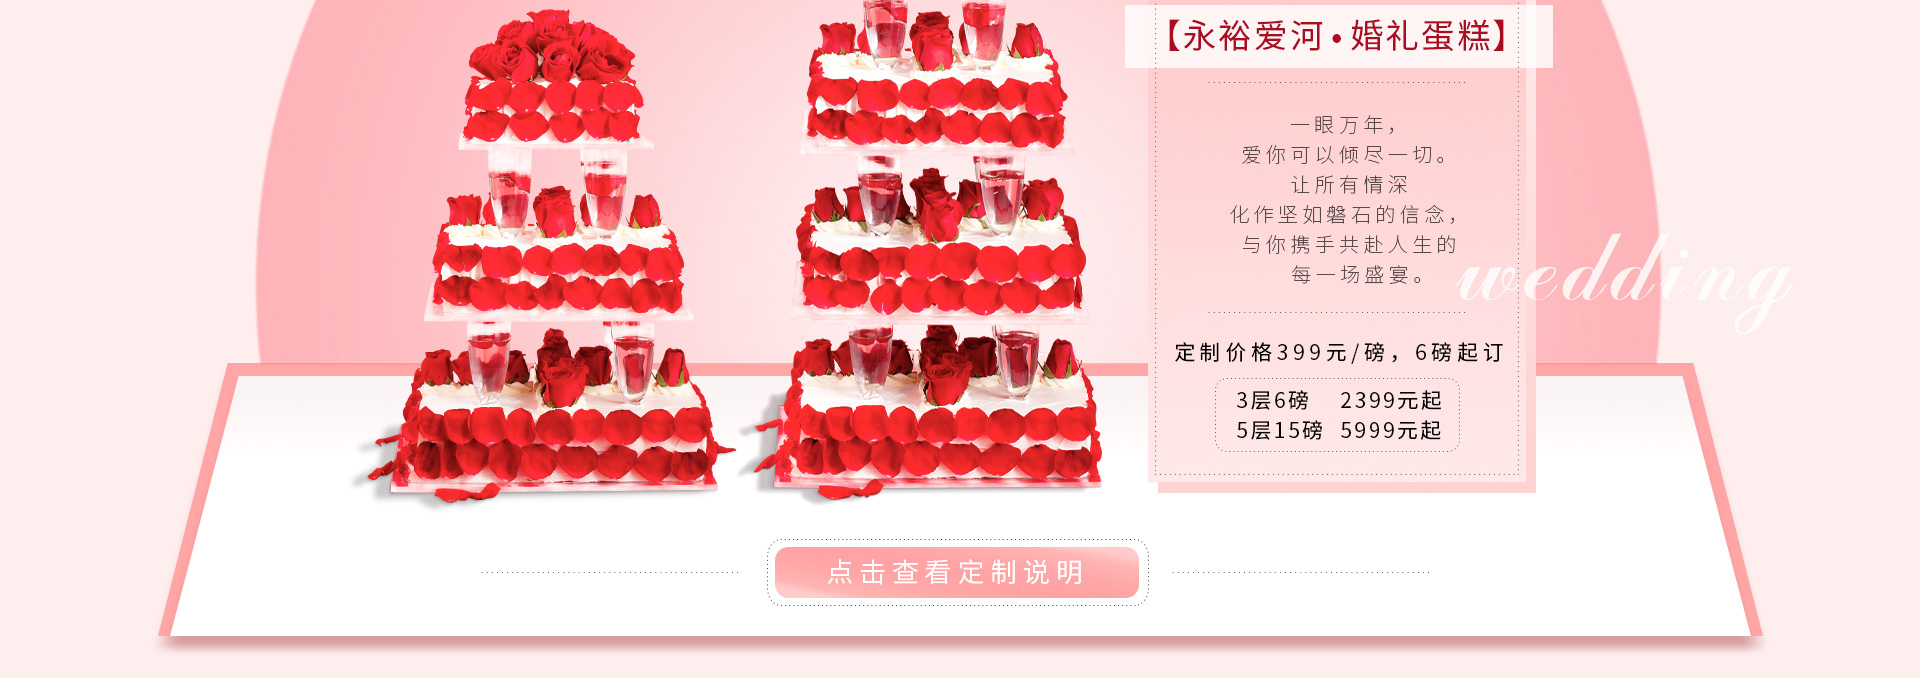 【永裕爱河•婚礼蛋糕】
一眼万年，
爱你可以倾尽一切。
让所有情深
化作坚如磐石的信念，
与你携手共赴人生的
每一场盛宴。
wedding
定制价格399元/磅，6磅起订
3层6磅 2399元起
5层15磅 5999元起
点击查看定制说明